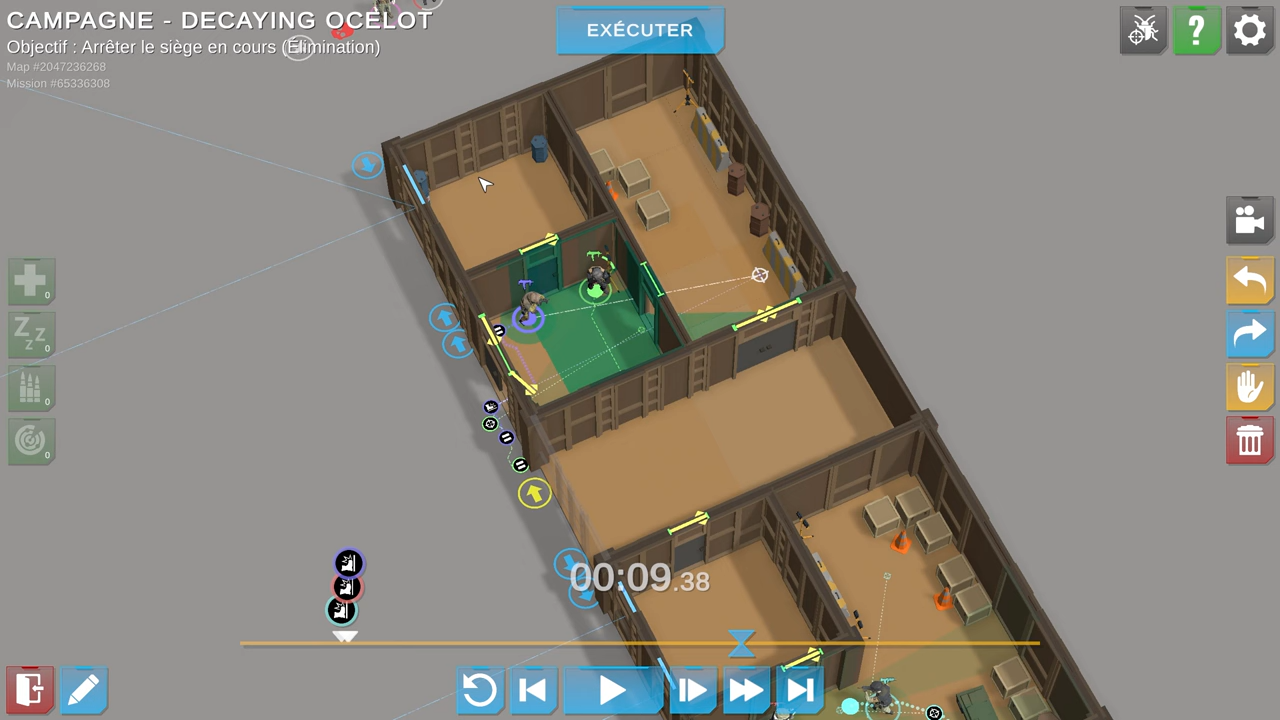 CAMPAGNE - DECAYING OCELOT
EXÉCUTER
Objectif : Arrêter le siège en cours (Élimination)
Map #2047236268
Mission #65336308
?
0
Zzz
0
0
0
00:09.38